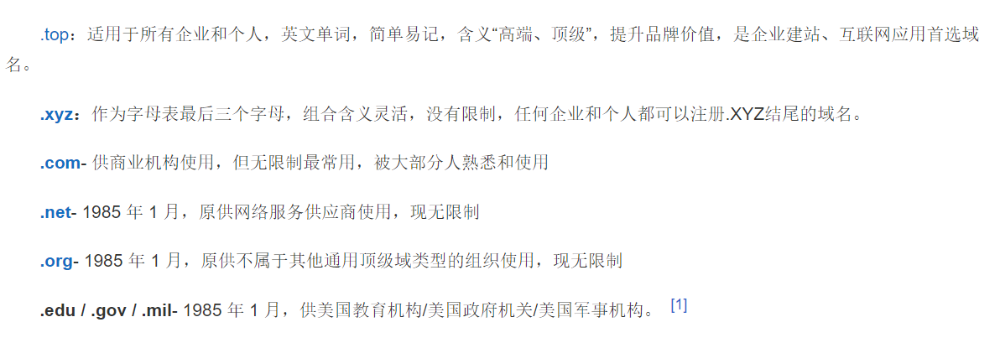 .top：适用于所有企业和个人，英文单词，简单易记，含义“高端、顶级”，提升品牌价值，是企业建站、互联网应用首选域
名。
.xyz：作为字母表最后三个字母，组合含义灵活，没有限制，任何企业和个人都可以注册.XYZ结尾的域名。
.com- 供商业机构使用，但无限制最常用，被大部分人熟悉和使用
.net- 1985 年 1 月，原供网络服务供应商使用，现无限制
.org- 1985 年 1 月，原供不属于其他通用顶级域类型的组织使用，现无限制
.edu / .gov / .mil- 1985 年 1 月，供美国教育机构/美国政府机关/美国军事机构。 [1]